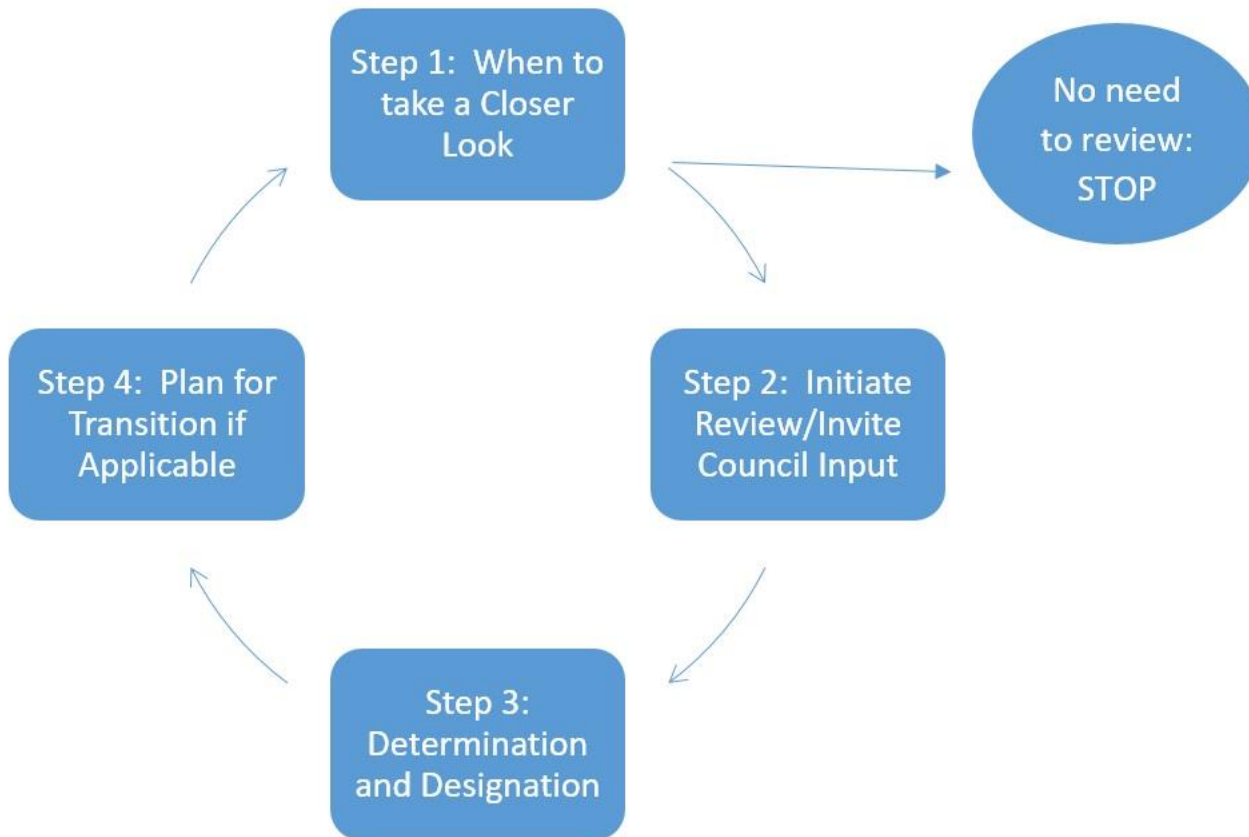 Step 1:  When to
take a Closer
Look
No need
to review:
STOP
Step 4:  Plan for
Transition if
Applicable
Step 2:  Initiate
Review/Invite
Council Input
Step 3:
Determination
and Designation